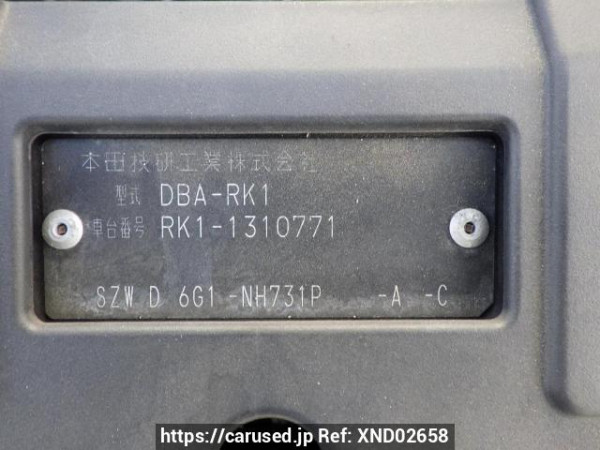 本田技研工業株式会社
型式 DBA-RK1
車台番号 RK1-1310771
SZW D 6G1 -NH731P -A -C
https://carused.jp Ref: XND02658